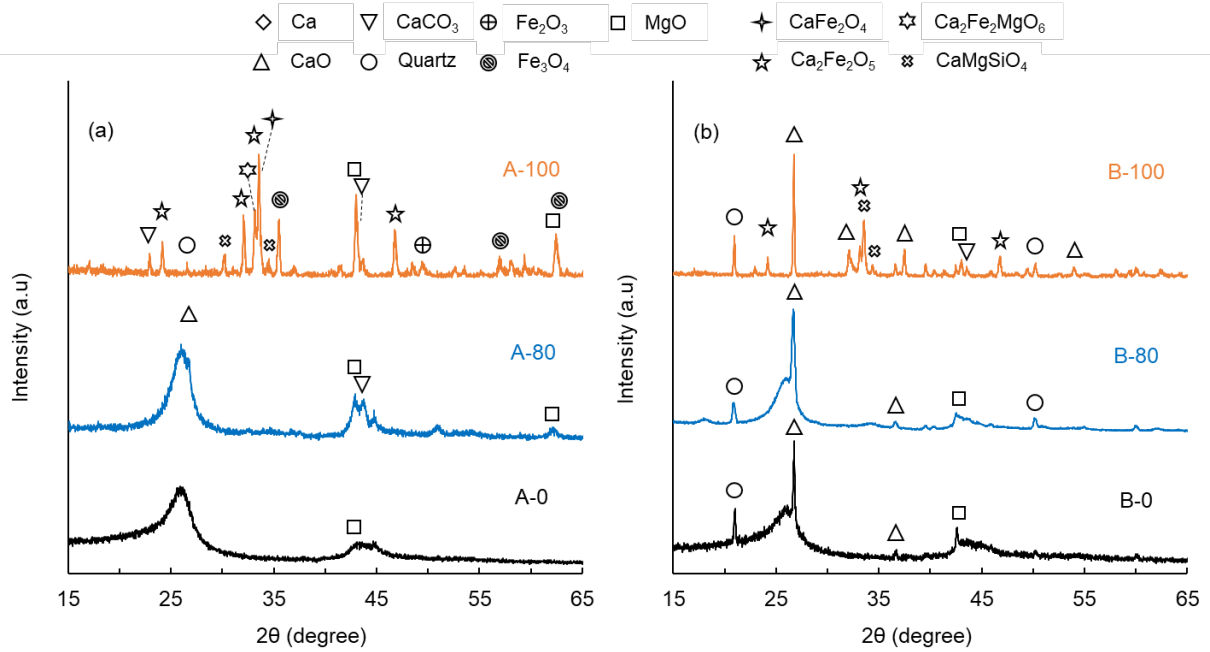 Ca CaCO₃ Fe₂O₃ MgO CaFe₂O₄ Ca₂Fe₂MgO₆
CaO Quartz Fe₃O₄ Ca₂Fe₂O₅ CaMgSiO₄
(a)
A-100
A-80
A-0
Intensity (a.u)
15 25 35 45 55 65
2θ (degree)
(b)
B-100
B-80
B-0
Intensity (a.u)
15 25 35 45 55 65
2θ (degree)